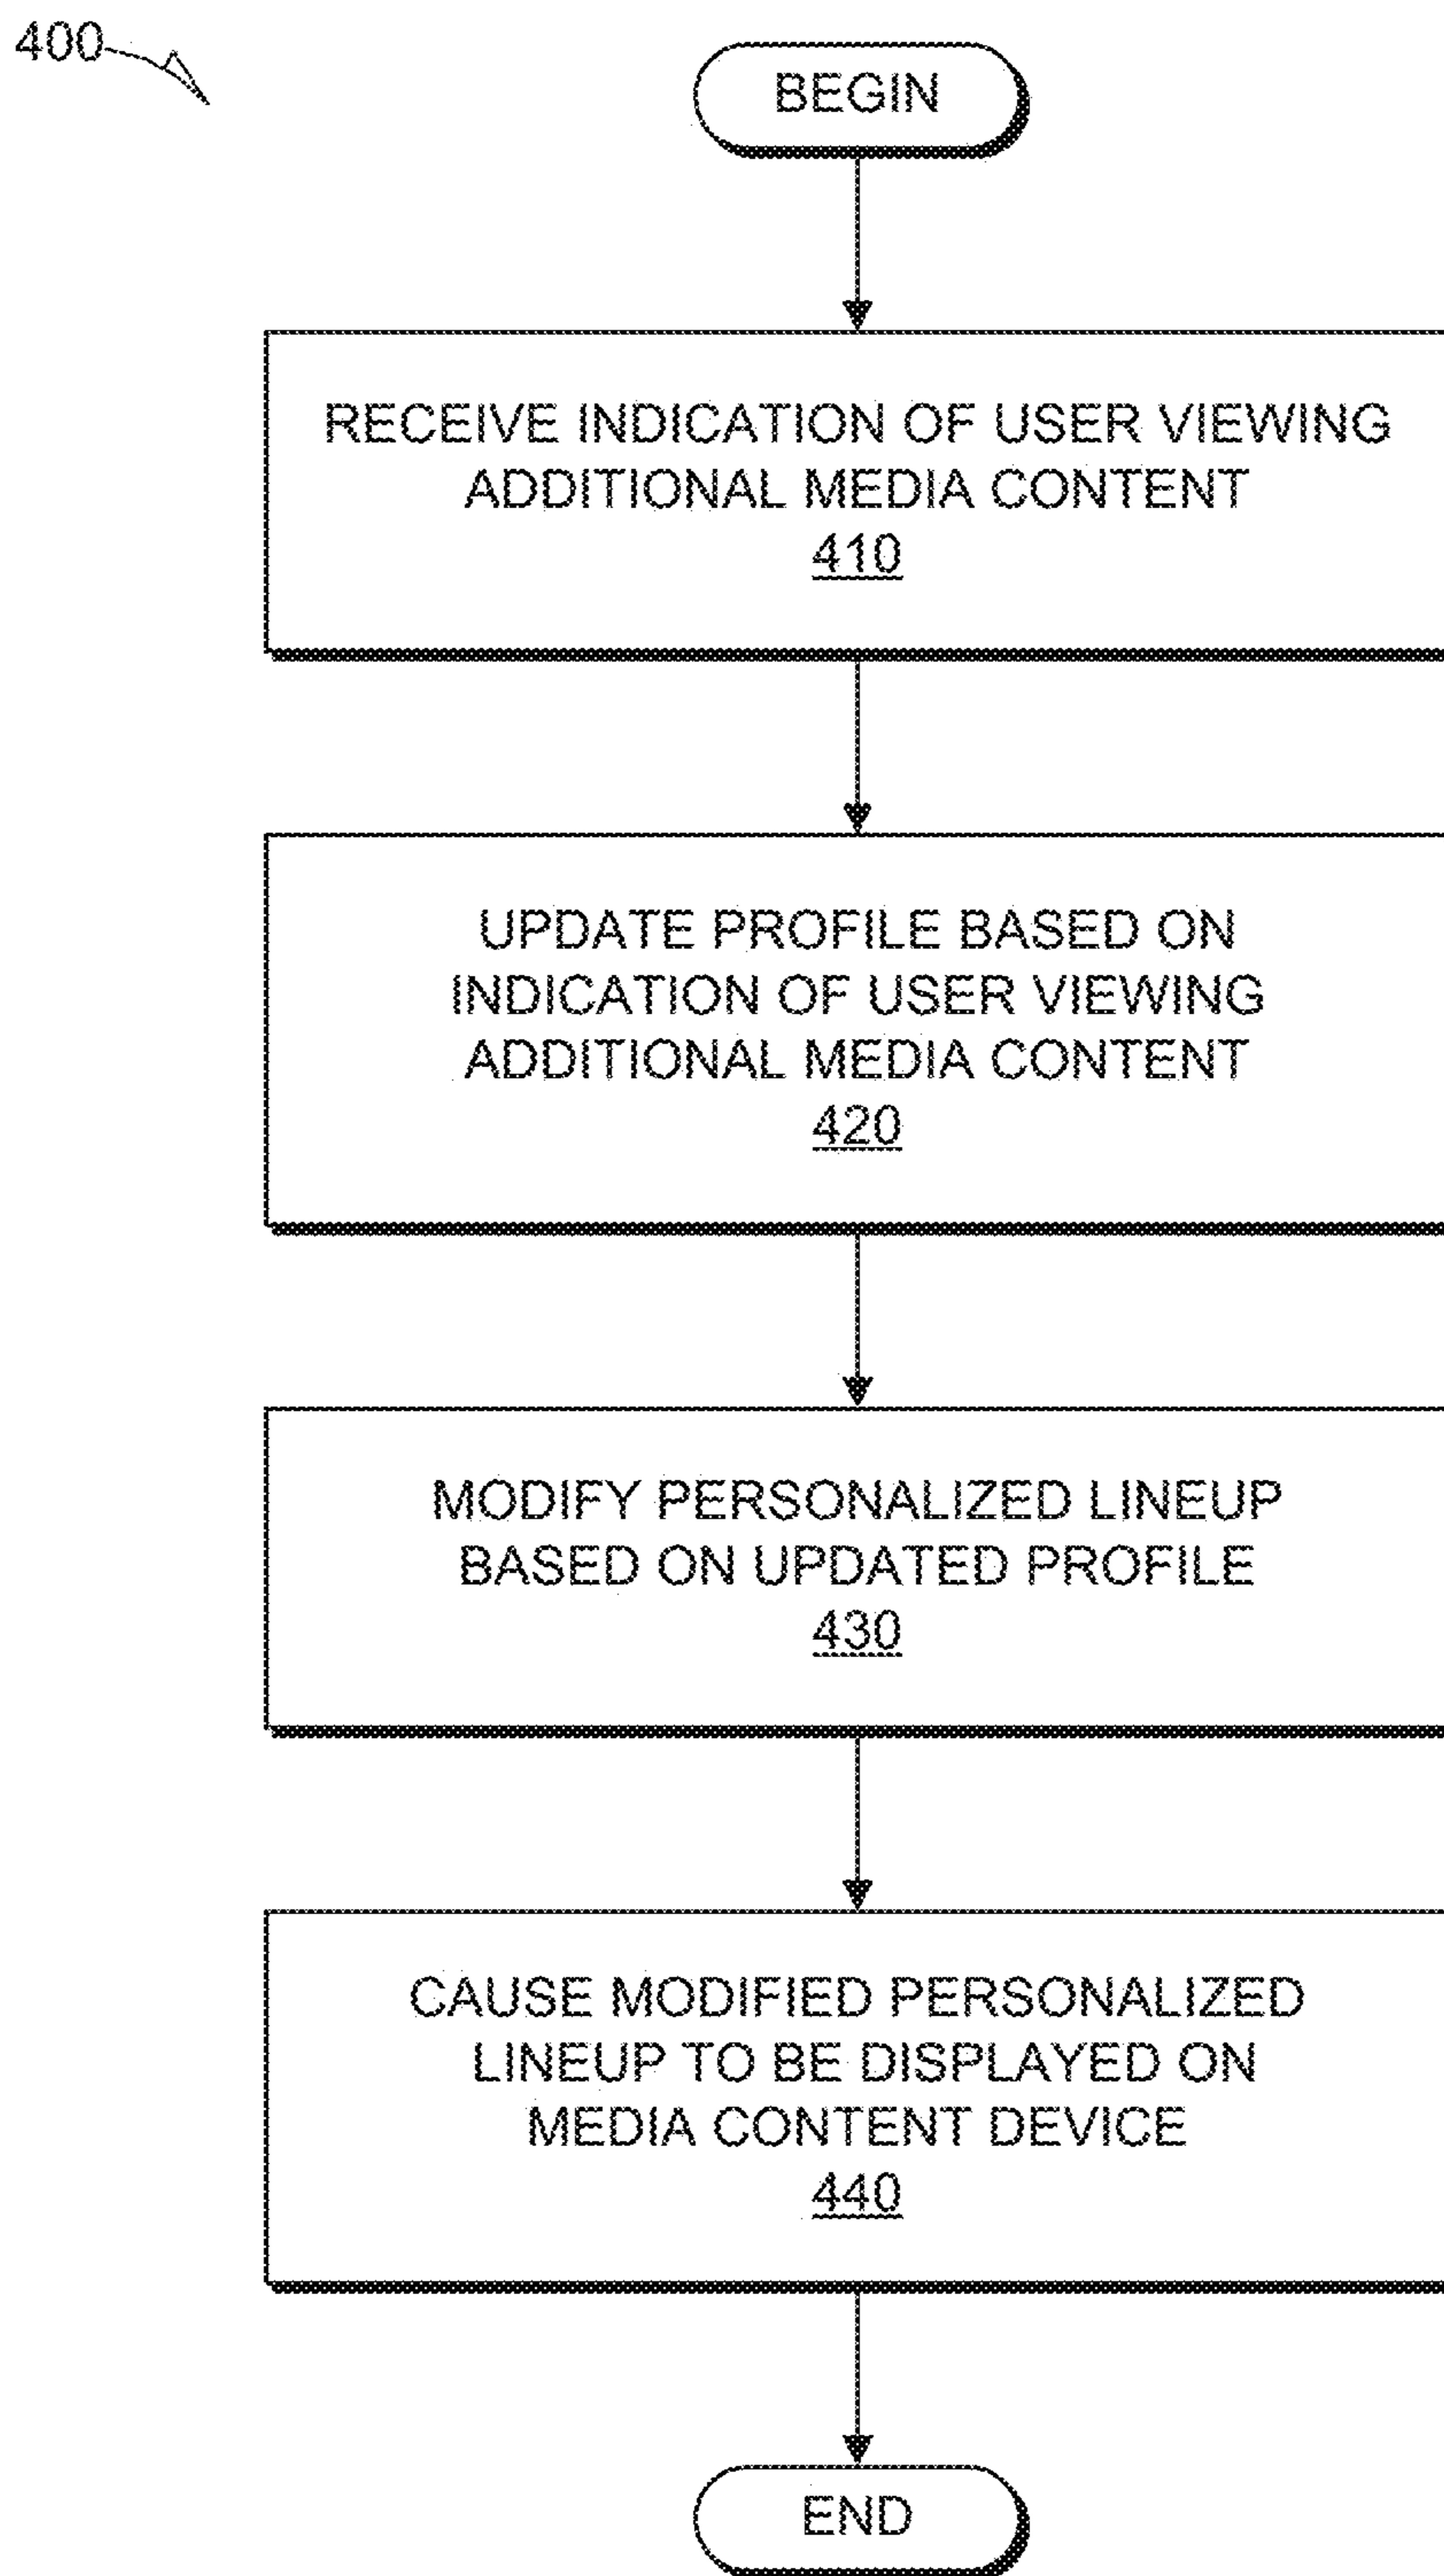 400
BEGIN
RECEIVE INDICATION OF USER VIEWING
ADDITIONAL MEDIA CONTENT
410
UPDATE PROFILE BASED ON
INDICATION OF USER VIEWING
ADDITIONAL MEDIA CONTENT
420
MODIFY PERSONALIZED LINEUP
BASED ON UPDATED PROFILE
430
CAUSE MODIFIED PERSONALIZED
LINEUP TO BE DISPLAYED ON
MEDIA CONTENT DEVICE
440
END